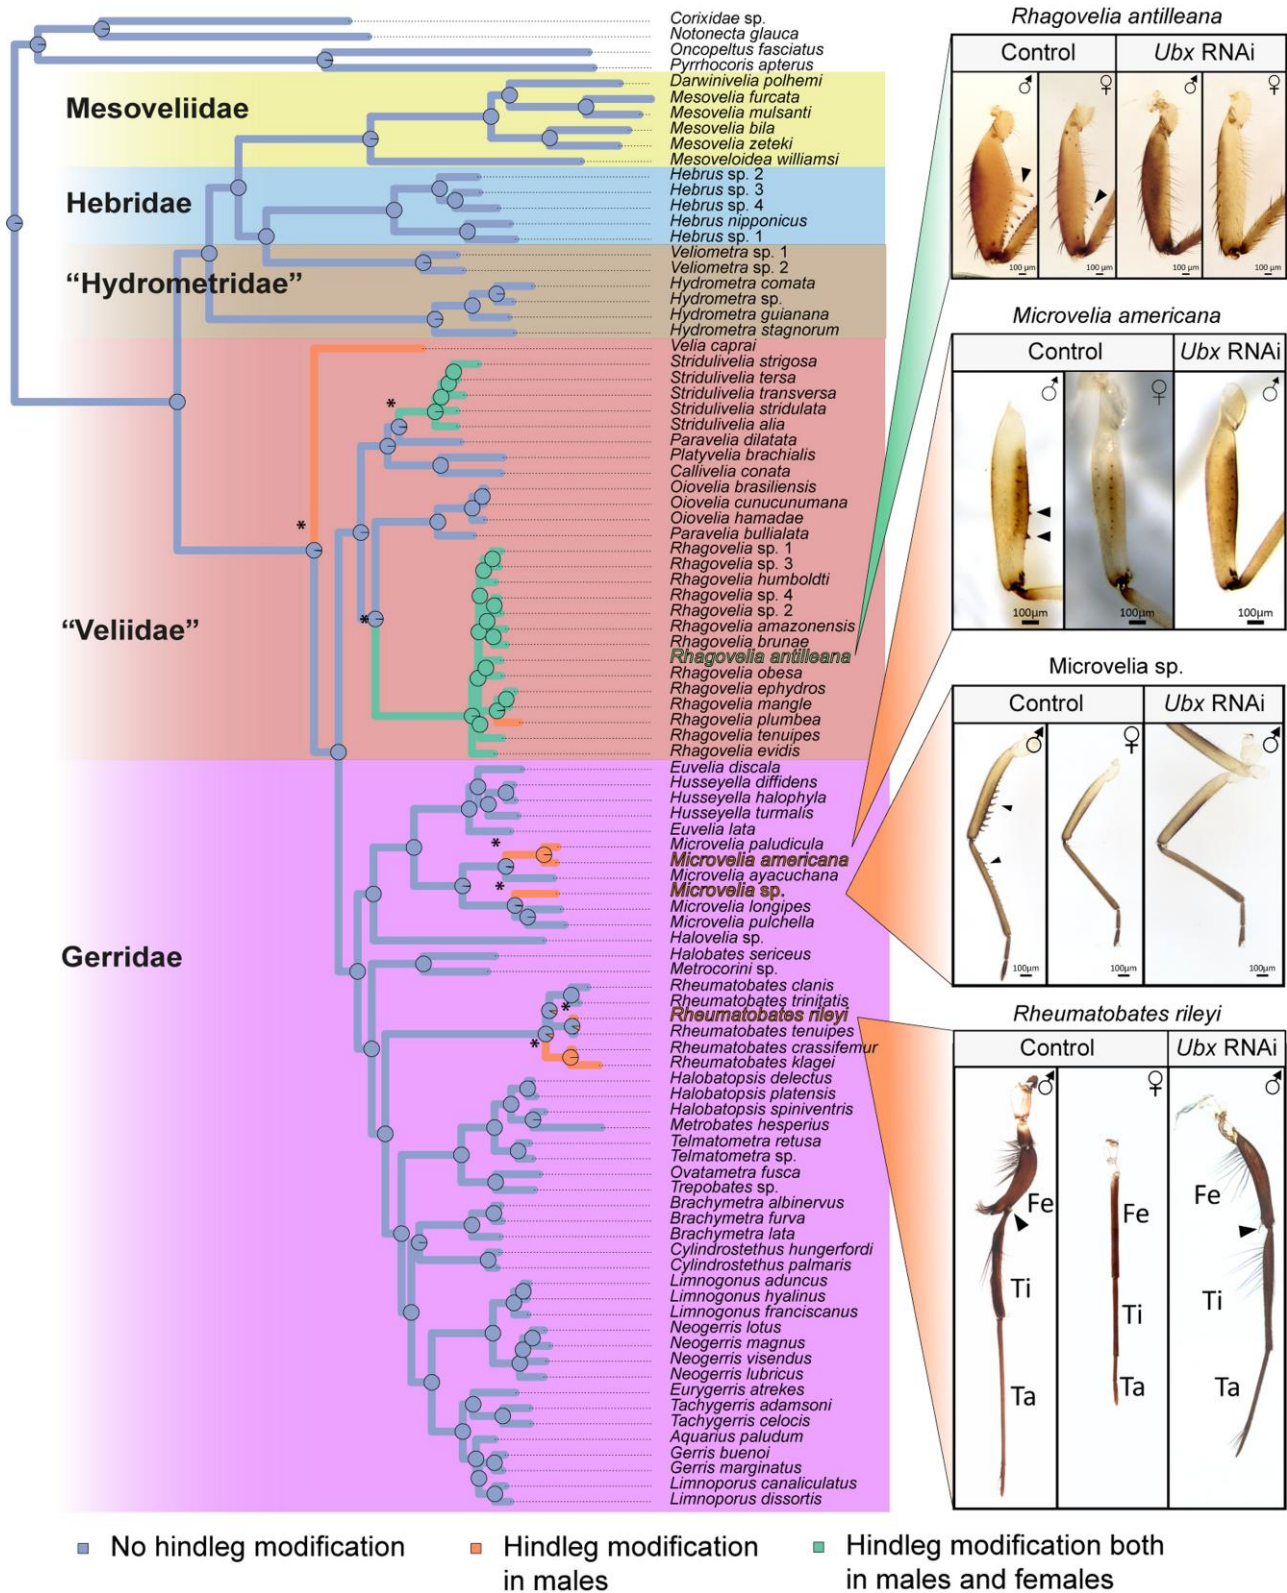 Corixidae sp.
Notonecta glauca
Oncopeltus fasciatus
Pyrrhocoris apterus
Mesoveliidae
Darwinivelia polhemi
Mesovelia furcata
Mesovelia mulsanti
Mesovelia bila
Mesovelia zeteki
Mesoveloidea williamsi
Hebridae
Hebrus sp. 2
Hebrus sp. 3
Hebrus sp. 4
Hebrus nipponicus
Hebrus sp. 1
“Hydrometridae”
Veliometra sp. 1
Veliometra sp. 2
Hydrometra comata
Hydrometra sp.
Hydrometra guianana
Hydrometra stagnorum
“Veliidae”
Velia caprai
Stridulivelia strigosa
Stridulivelia tersa
Stridulivelia transversa
*
Stridulivelia stridulata
Stridulivelia alia
Paravelia dilatata
Platyvelia brachialis
Callivelia conata
Oiovelia brasiliensis
Oiovelia cunucunumana
*
Oiovelia hamadae
Paravelia bullialata
Rhagovelia sp. 1
Rhagovelia sp. 3
Rhagovelia humboldti
Rhagovelia sp. 4
Rhagovelia sp. 2
*
Rhagovelia amazonensis
Rhagovelia brunae
Rhagovelia antilleana
Rhagovelia obesa
Rhagovelia ephydros
Rhagovelia mangle
Rhagovelia plumbea
Rhagovelia tenuipes
Rhagovelia evidis
Gerridae
Euvelia discala
Husseyella diffidens
Husseyella halophyla
Husseyella turmalis
Euvelia lata
*
Microvelia paludicula
Microvelia americana
Microvelia ayacuchana
*
Microvelia sp.
Microvelia longipes
Microvelia pulchella
Halovelia sp.
Halobates sericeus
Metrocorini sp.
Rheumatobates clanis
*
Rheumatobates trinitatis
Rheumatobates rileyi
Rheumatobates tenuipes
*
Rheumatobates crassifemur
Rheumatobates klagei
Halobatopsis delectus
Halobatopsis platensis
Halobatopsis spiniventris
Metrobates hesperius
Telmatometra retusa
Telmatometra sp.
Ovatametra fusca
Trepobates sp.
Brachymetra albinervus
Brachymetra furva
Brachymetra lata
Cylindrostethus hungerfordi
Cylindrostethus palmaris
Limnogonus aduncus
Limnogonus hyalinus
Limnogonus franciscanus
Neogerris lotus
Neogerris magnus
Neogerris visendus
Neogerris lubricus
Eurygerris atrekes
Tachygerris adamsoni
Tachygerris celocis
Aquarius paludum
Gerris buenoi
Gerris marginatus
Limnoporus canaliculatus
Limnoporus dissortis
Rhagovelia antilleana
Control Ubx RNAi
♂ ♀ ♂ ♀
100 µm 100 µm 100 µm 100 µm
Microvelia americana
Control Ubx RNAi
♂ ♀ ♂
100µm 100µm 100µm
Microvelia sp.
Control Ubx RNAi
♂ ♀ ♂
100µm 100µm 100µm
Rheumatobates rileyi
Control Ubx RNAi
♂ ♀ ♂
Fe Fe Fe
Ti Ti Ti
Ta Ta Ta
No hindleg modification
Hindleg modification
in males
Hindleg modification both
in males and females